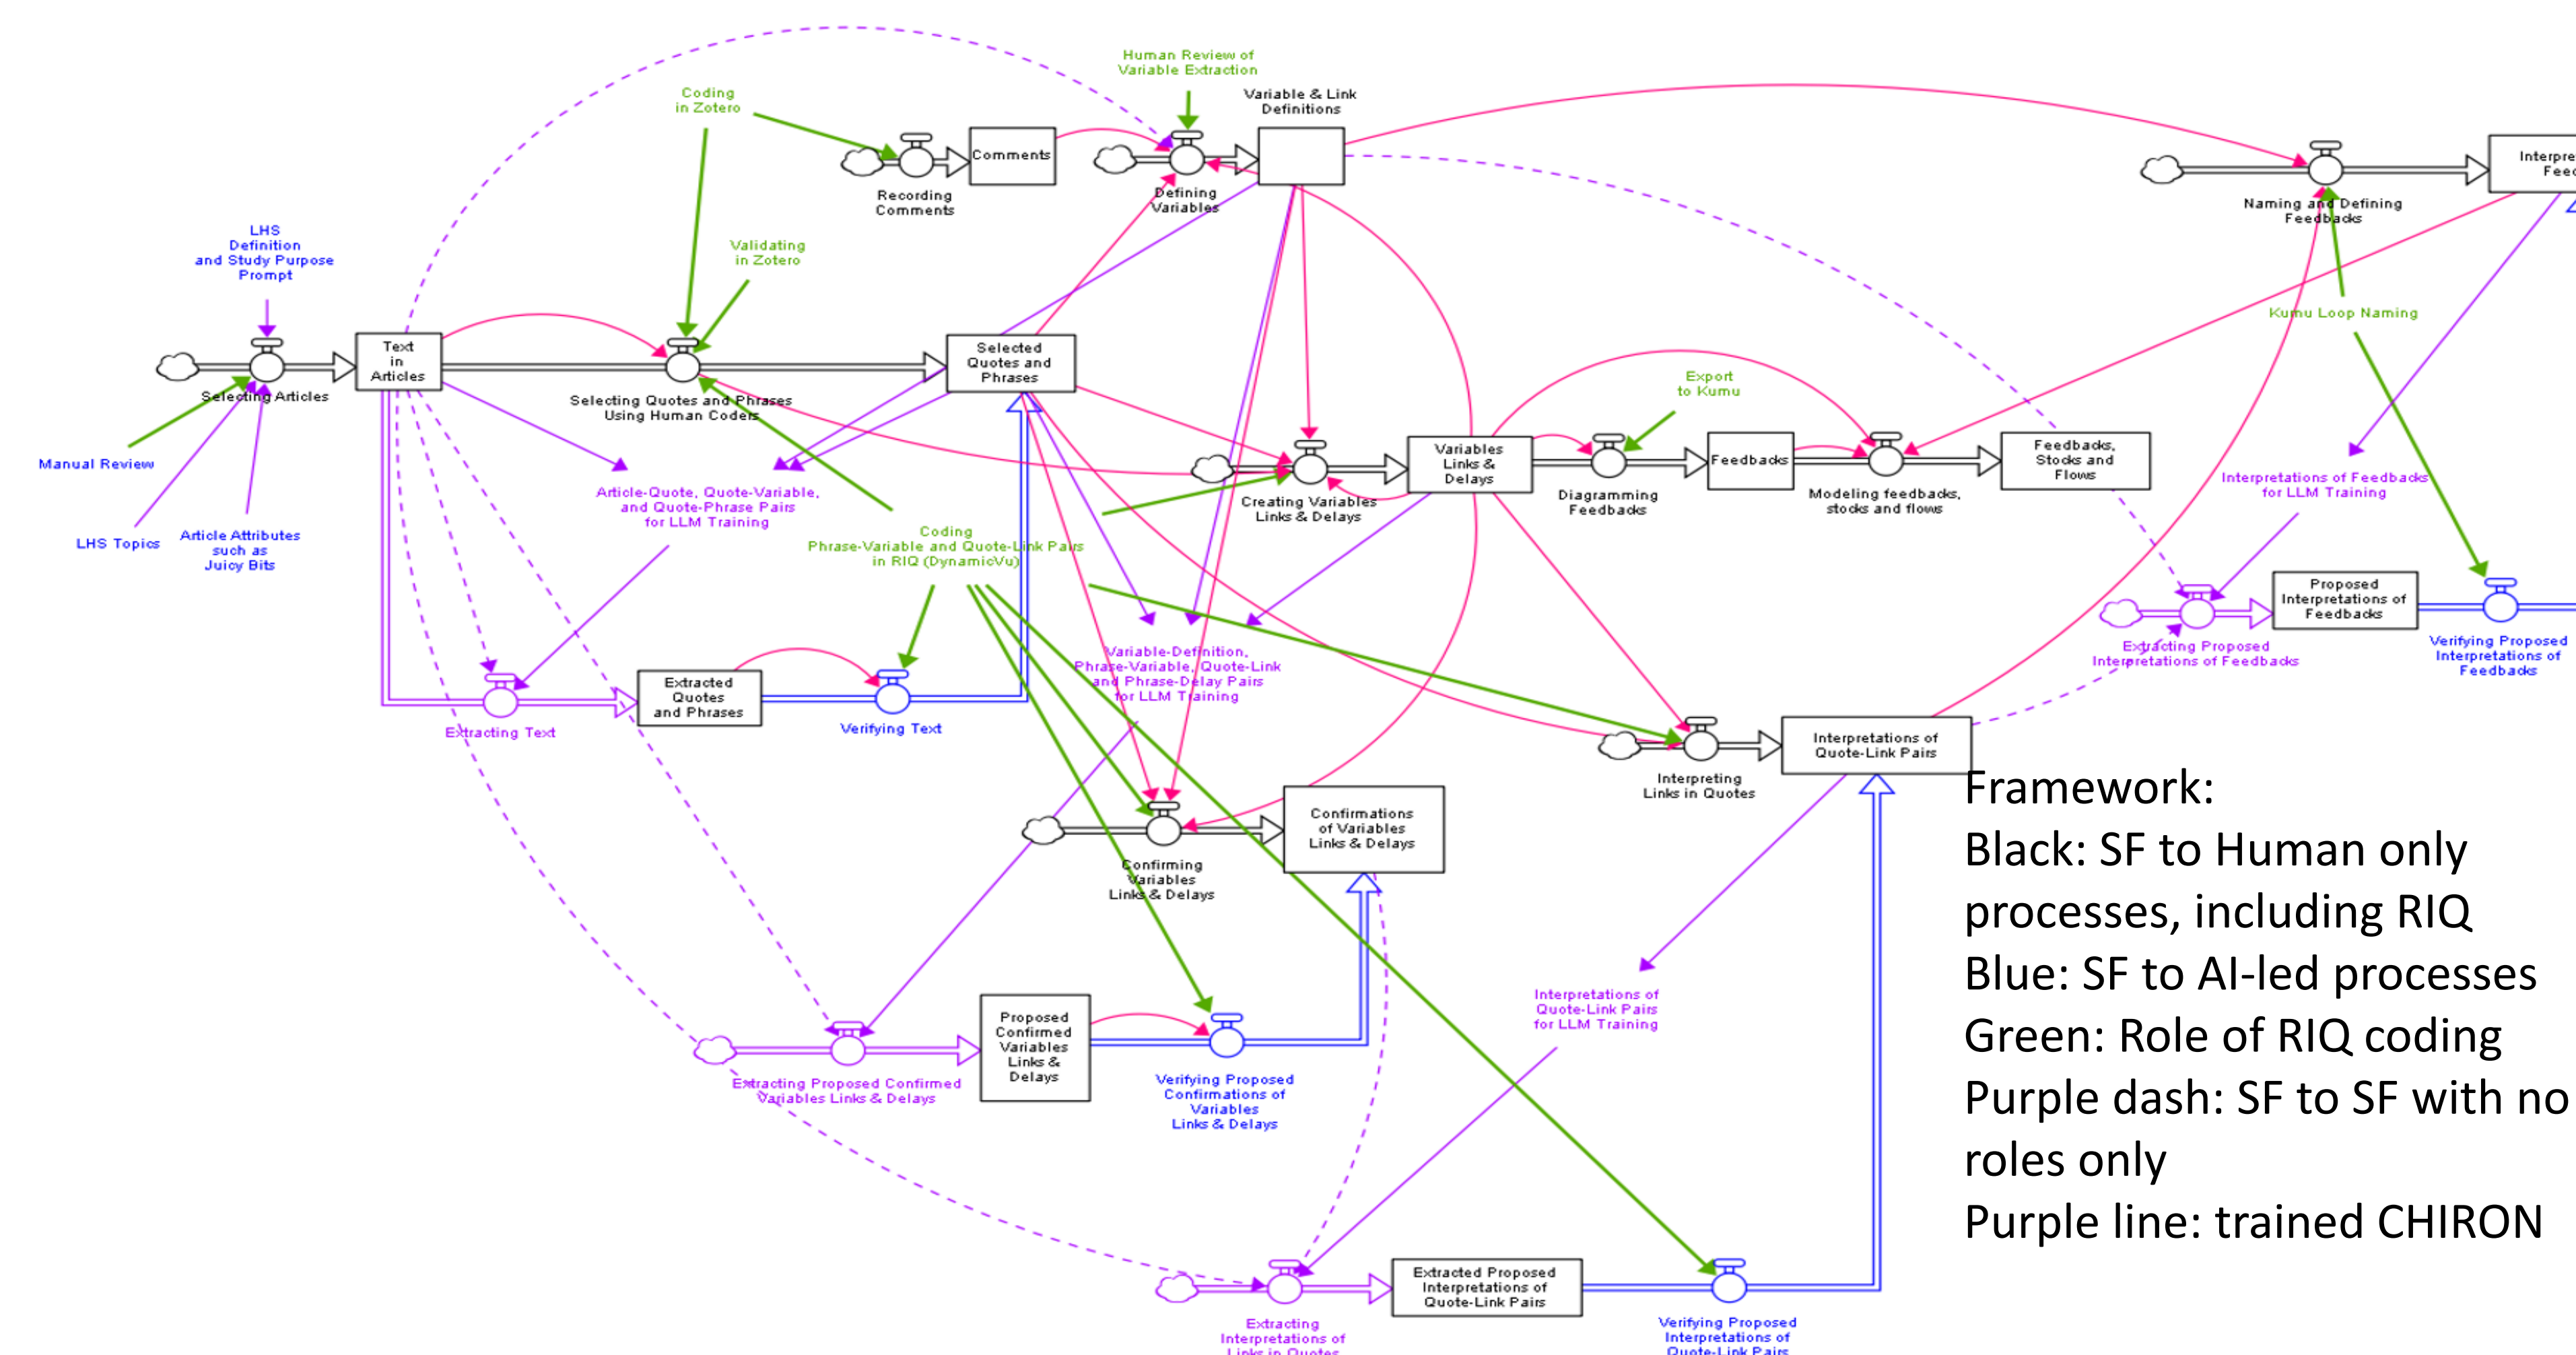 Human Review of
Variable Extraction
Coding
in Zotero
Variable & Link
Definitions
Comments
Recording
Comments
Defining
Variables
Naming and Defining
Feedbacks
LHS
Definition
and Study Purpose
Prompt
Validating
in Zotero
Kumu Loop Naming
Text
in
Articles
Selecting Articles
Selecting Quotes and Phrases
Using Human Coders
Selected
Quotes and
Phrases
Export
to Kumu
Manual Review
LHS Topics
Article Attributes
such as
Juicy Bits
Article-Quote, Quote-Variable,
and Quote-Phrase Pairs
for LLM Training
Creating Variables
Links & Delays
Variables
Links &
Delays
Diagramming
Feedbacks
Feedbacks
Modeling feedbacks,
stocks and flows
Feedbacks,
Stocks and
Flows
Interpretations of Feedbacks
for LLM Training
Coding
Phrase-Variable and Quote-Link Pairs
in RIQ (DynamicVu)
Proposed
Interpretations of
Feedbacks
Extracting Proposed
Interpretations of Feedbacks
Verifying Proposed
Interpretations of
Feedbacks
Variable-Definition,
Phrase-Variable, Quote-Link
and Phrase-Delay Pairs
for LLM Training
Extracting Text
Extracted
Quotes
and Phrases
Verifying Text
Interpreting
Links in Quotes
Interpretations of
Quote-Link Pairs
Confirming
Variables
Links & Delays
Confirmations
of Variables
Links & Delays
Framework:
Black: SF to Human only
processes, including RIQ
Blue: SF to AI-led processes
Green: Role of RIQ coding
Purple dash: SF to SF with no
roles only
Purple line: trained CHIRON
Interpretations of
Quote-Link Pairs
for LLM Training
Extracting Proposed Confirmed
Variables Links & Delays
Proposed
Confirmed
Variables
Links &
Delays
Verifying Proposed
Confirmations of
Variables
Links & Delays
Extracting
Interpretations of
Links in Quotes
Extracted Proposed
Interpretations of
Quote-Link Pairs
Verifying Proposed
Interpretations of
Quote-Link Pairs